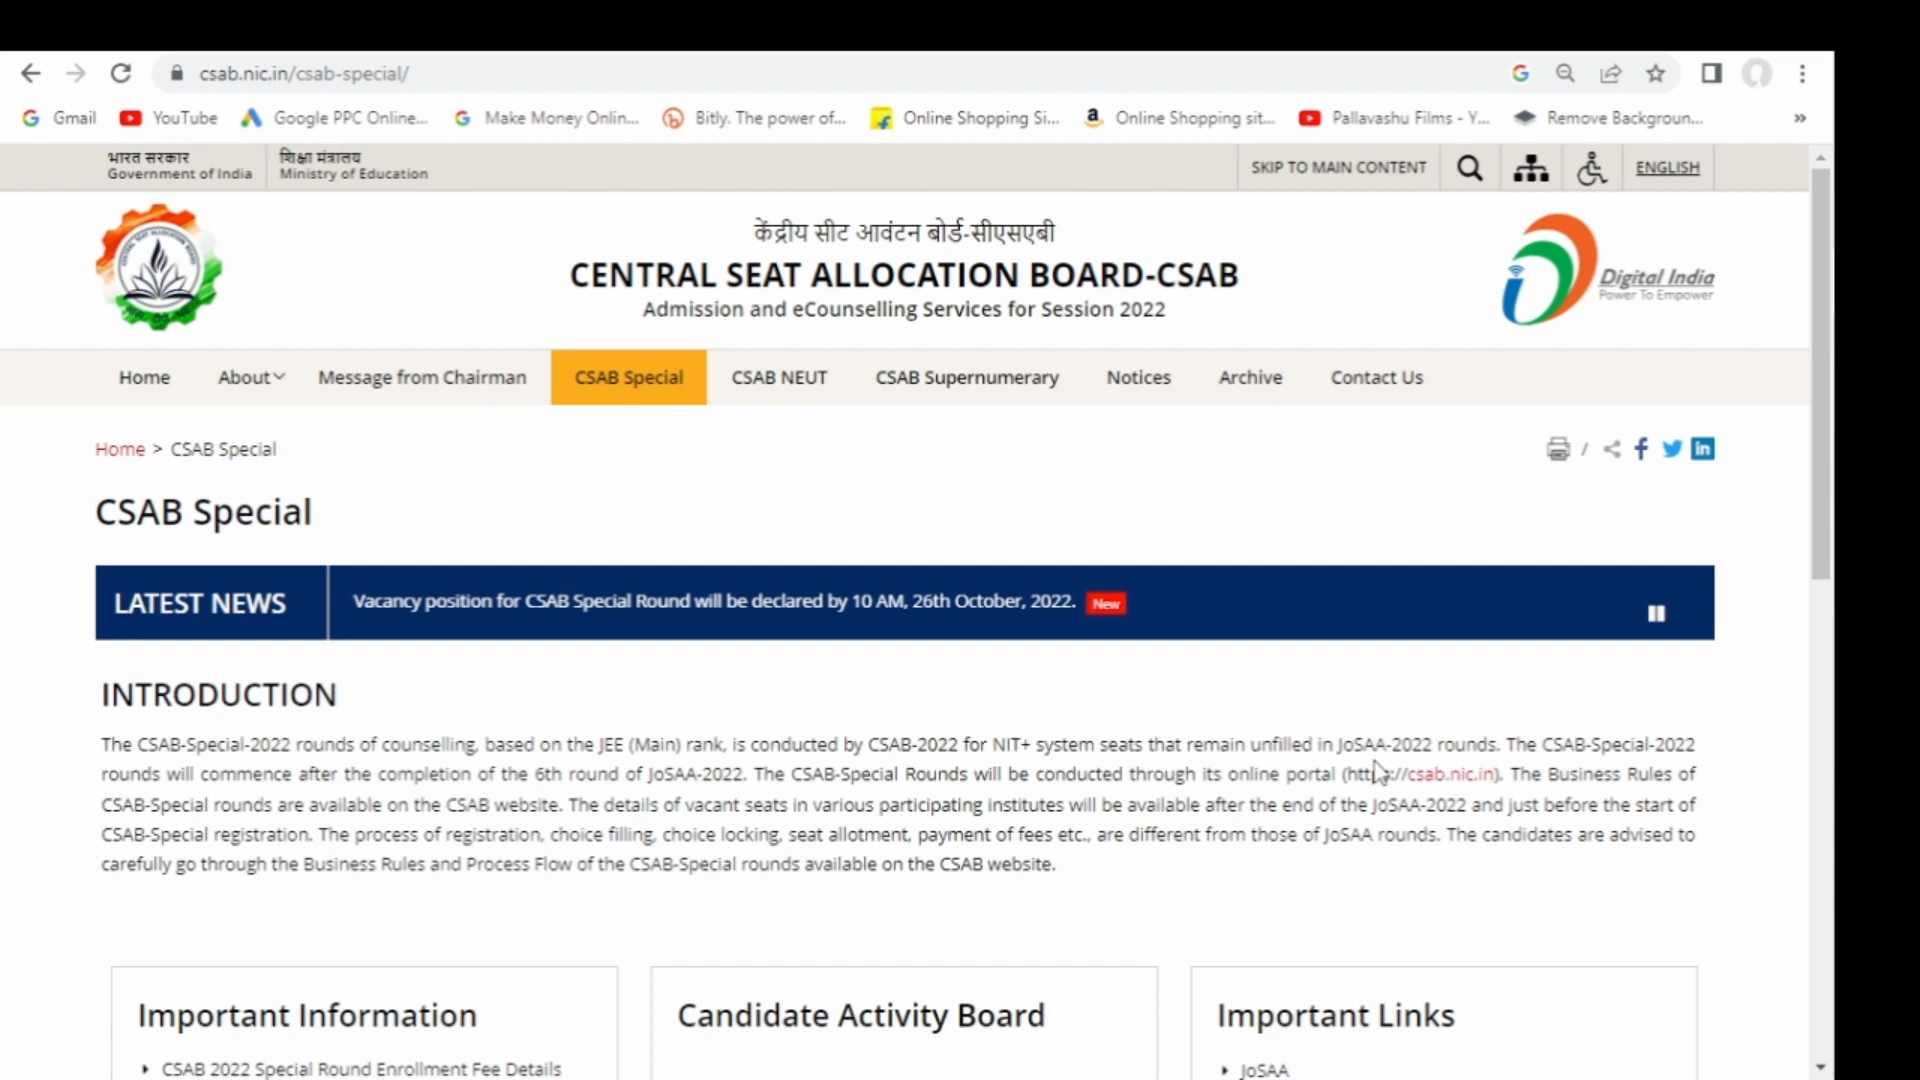 csab.nic.in/csab-special/
Gmail YouTube Google PPC Online... Make Money Onlin... Bitly. The power of... Online Shopping Si... Online Shopping sit... Pallavashu Films - Y... Remove Backgroun... »
भारत सरकार
Government of India
शिक्षा मंत्रालय
Ministry of Education
SKIP TO MAIN CONTENT
ENGLISH
केंद्रीय सीट आवंटन बोर्ड-सीएसएबी
CENTRAL SEAT ALLOCATION BOARD-CSAB
Admission and eCounselling Services for Session 2022
Digital India
Power To Empower
Home About Message from Chairman CSAB Special CSAB NEUT CSAB Supernumerary Notices Archive Contact Us
Home > CSAB Special
CSAB Special
LATEST NEWS
Vacancy position for CSAB Special Round will be declared by 10 AM, 26th October, 2022. New
INTRODUCTION
The CSAB-Special-2022 rounds of counselling, based on the JEE (Main) rank, is conducted by CSAB-2022 for NIT+ system seats that remain unfilled in JoSAA-2022 rounds. The CSAB-Special-2022
rounds will commence after the completion of the 6th round of JoSAA-2022. The CSAB-Special Rounds will be conducted through its online portal (https://csab.nic.in). The Business Rules of
CSAB-Special rounds are available on the CSAB website. The details of vacant seats in various participating institutes will be available after the end of the JoSAA-2022 and just before the start of
CSAB-Special registration. The process of registration, choice filling, choice locking, seat allotment, payment of fees etc., are different from those of JoSAA rounds. The candidates are advised to
carefully go through the Business Rules and Process Flow of the CSAB-Special rounds available on the CSAB website.
Important Information
CSAB 2022 Special Round Enrollment Fee Details
Candidate Activity Board
Important Links
JoSAA